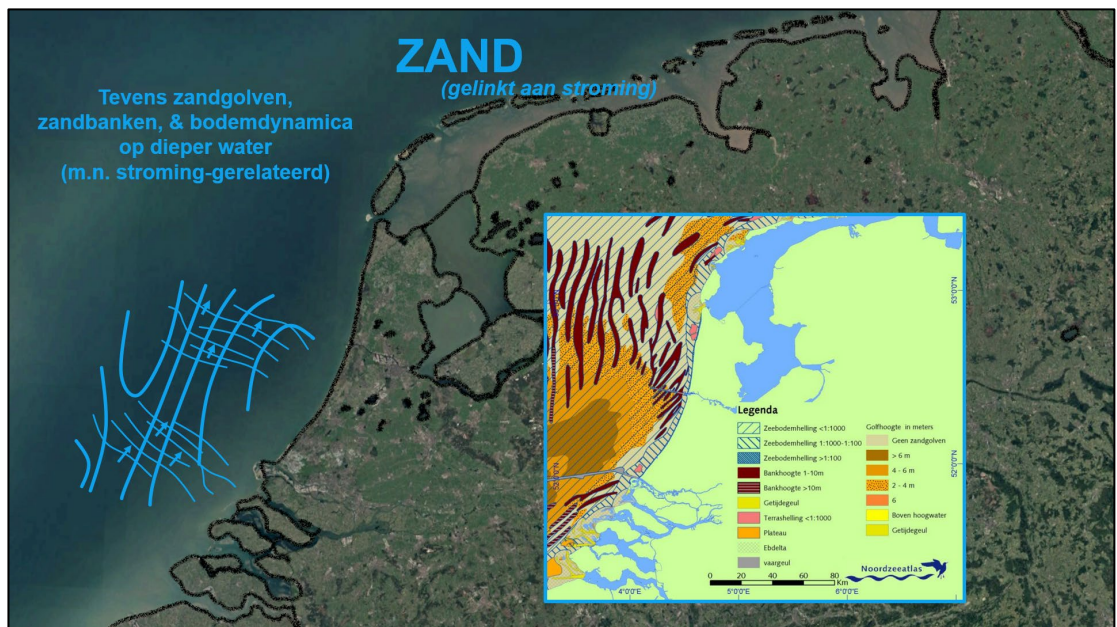 ZAND
(gelinkt aan stroming)
Tevens zandgolven,
zandbanken, & bodemdynamica
op dieper water
(m.n. stroming-gerelateerd)
53°0'0"N
52°0'0"N
Legenda
Zeebodemhelling <1:1000
Zeebodemhelling 1:1000-1:100
Zeebodemhelling >1:100
Bankhoogte 1-10m
Bankhoogte >10m
Getijdegeul
Terrashelling <1:1000
Plateau
Ebdelta
vaargeul
Golfhoogte in meters
Geen zandgolven
> 6 m
4 - 6 m
2 - 4 m
6
Boven hoogwater
Getijdegeul
Noordzeeatlas
0 20 40 60 80
Km
4°0'0"E 5°0'0"E 6°0'0"E